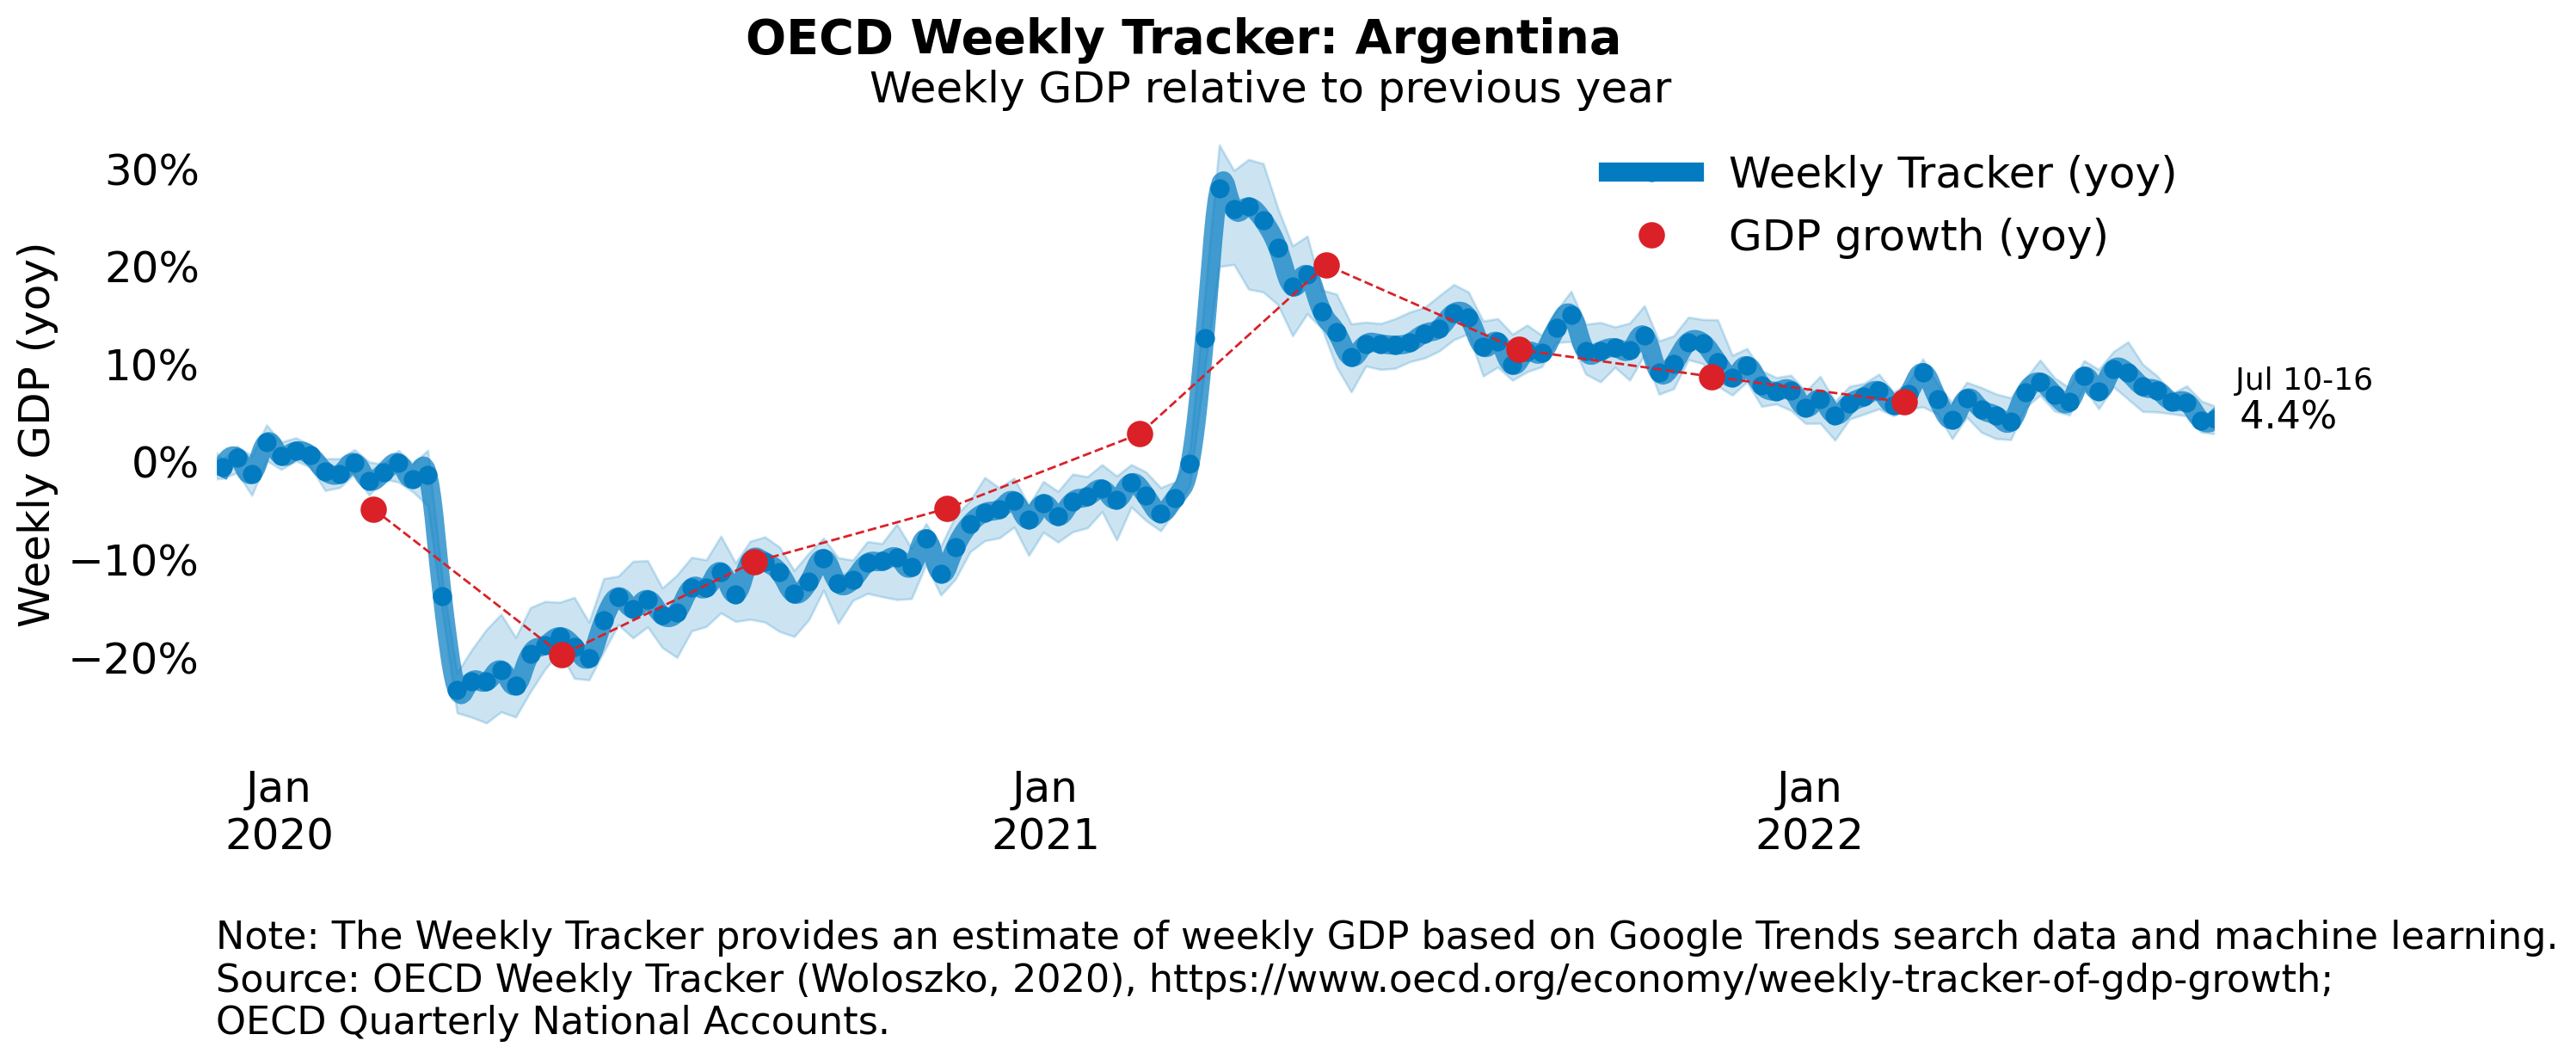 OECD Weekly Tracker: Argentina
Weekly GDP relative to previous year
Weekly GDP (yoy)
30%
20%
10%
0%
−10%
−20%
Weekly Tracker (yoy)
GDP growth (yoy)
Jul 10-16
4.4%
Jan
2020
Jan
2021
Jan
2022
Note: The Weekly Tracker provides an estimate of weekly GDP based on Google Trends search data and machine learning.
Source: OECD Weekly Tracker (Woloszko, 2020), https://www.oecd.org/economy/weekly-tracker-of-gdp-growth;
OECD Quarterly National Accounts.